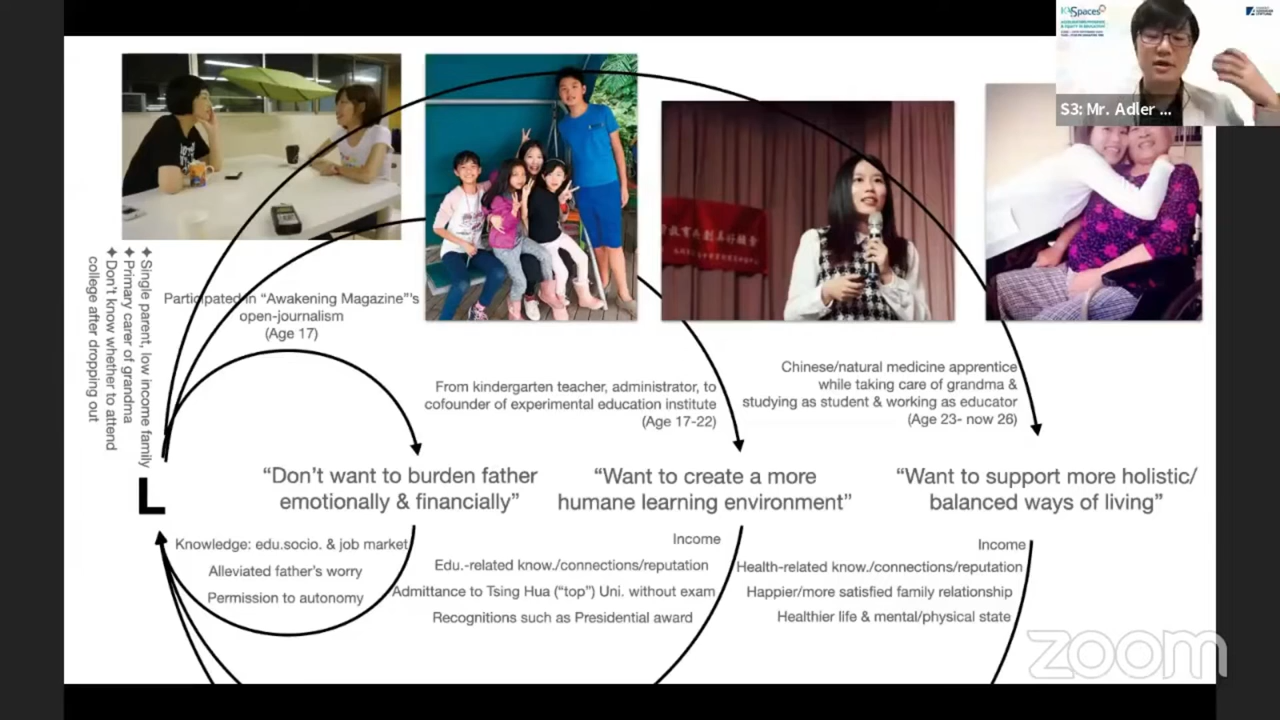 Spaces
S3: Mr. Adler ...
✦ Single parent, low income family
✦ Primary carer of grandma
✦ Don't know whether to attend
college after dropping out
Participated in “Awakening Magazine”'s
open-journalism
(Age 17)
From kindergarten teacher, administrator, to
cofounder of experimental education institute
(Age 17-22)
Chinese/natural medicine apprentice
while taking care of grandma &
studying as student & working as educator
(Age 23- now 26)
L
“Don't want to burden father
emotionally & financially”
“Want to create a more
humane learning environment”
“Want to support more holistic/
balanced ways of living”
Knowledge: edu.socio. & job market
Alleviated father's worry
Permission to autonomy
Income
Edu.-related know./connections/reputation
Admittance to Tsing Hua (“top”) Uni. without exam
Recognitions such as Presidential award
Income
Health-related know./connections/reputation
Happier/more satisfied family relationship
Healthier life & mental/physical state
zoom